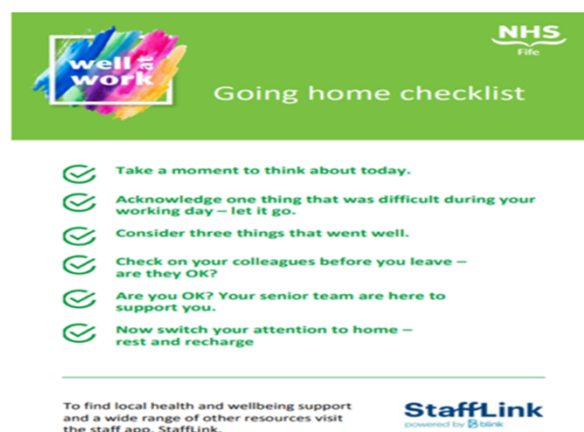 NHS
Fife
well at
work
Going home checklist
Take a moment to think about today.
Acknowledge one thing that was difficult during your
working day – let it go.
Consider three things that went well.
Check on your colleagues before you leave –
are they OK?
Are you OK? Your senior team are here to
support you.
Now switch your attention to home –
rest and recharge
To find local health and wellbeing support
and a wide range of other resources visit
the staff app, StaffLink.
StaffLink
powered by blink